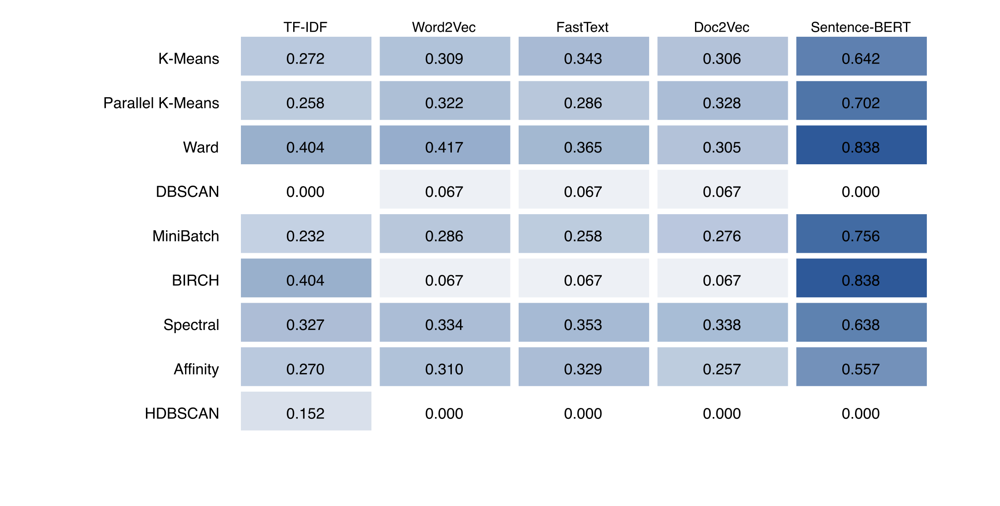 TF-IDF Word2Vec FastText Doc2Vec Sentence-BERT
K-Means 0.272 0.309 0.343 0.306 0.642
Parallel K-Means 0.258 0.322 0.286 0.328 0.702
Ward 0.404 0.417 0.365 0.305 0.838
DBSCAN 0.000 0.067 0.067 0.067 0.000
MiniBatch 0.232 0.286 0.258 0.276 0.756
BIRCH 0.404 0.067 0.067 0.067 0.838
Spectral 0.327 0.334 0.353 0.338 0.638
Affinity 0.270 0.310 0.329 0.257 0.557
HDBSCAN 0.152 0.000 0.000 0.000 0.000